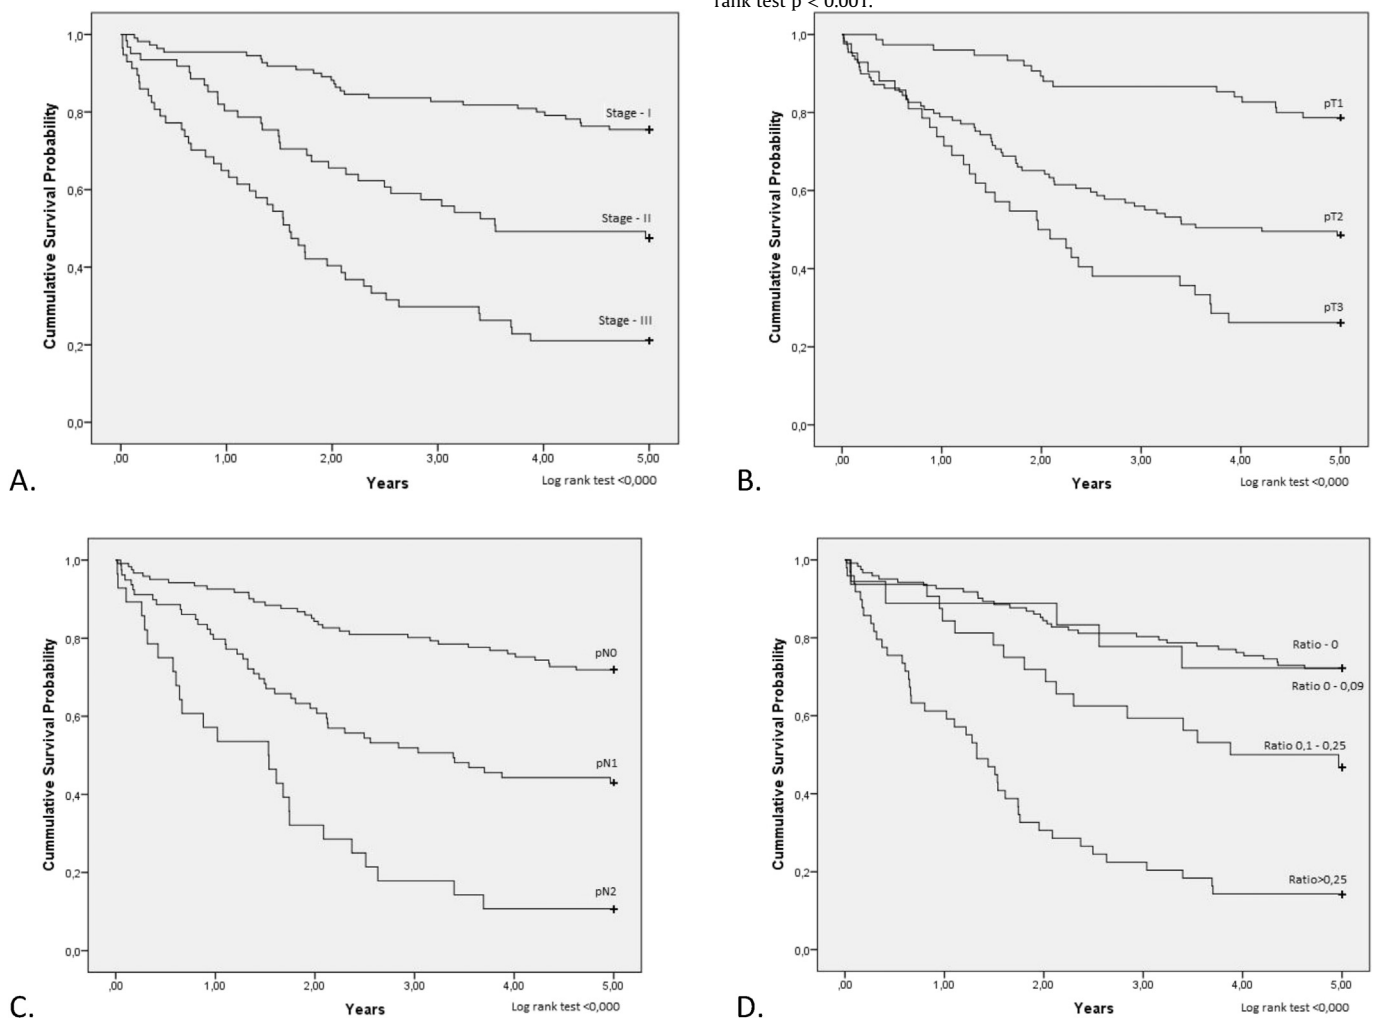 rank test p < 0.001.
Cummulative Survival Probability
1,0
0,8
0,6
0,4
0,2
0,0
Stage - I
Stage - II
Stage - III
,00 1,00 2,00 3,00 4,00 5,00
Years
Log rank test <0,000
A.
Cummulative Survival Probability
1,0
0,8
0,6
0,4
0,2
0,0
pT1
pT2
pT3
,00 1,00 2,00 3,00 4,00 5,00
Years
Log rank test <0,000
B.
Cummulative Survival Probability
1,0
0,8
0,6
0,4
0,2
0,0
pN0
pN1
pN2
,00 1,00 2,00 3,00 4,00 5,00
Years
Log rank test <0,000
C.
Cummulative Survival Probability
1,0
0,8
0,6
0,4
0,2
0,0
Ratio - 0
Ratio 0 - 0,09
Ratio 0,1 - 0,25
Ratio>0,25
,00 1,00 2,00 3,00 4,00 5,00
Years
Log rank test <0,000
D.